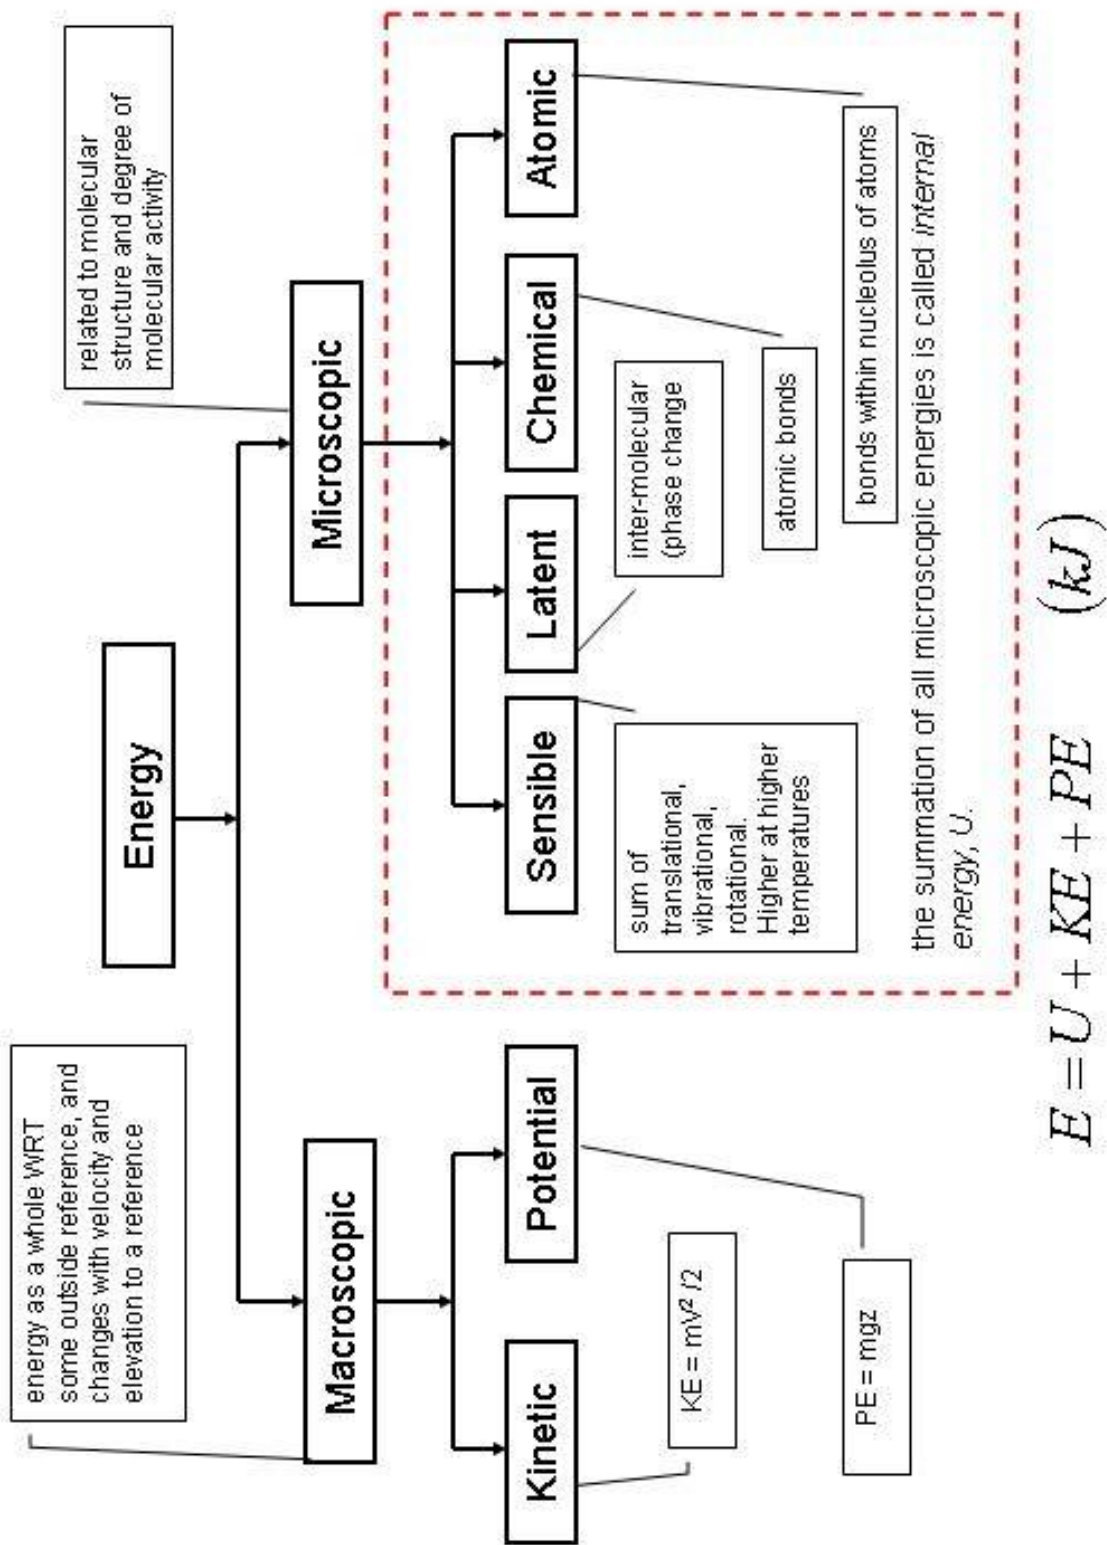 Energy
energy as a whole WRT
some outside reference, and
changes with velocity and
elevation to a reference
related to molecular
structure and degree of
molecular activity
Macroscopic
Microscopic
Kinetic
Potential
Sensible
Latent
Chemical
Atomic
KE = mV² /2
PE = mgz
sum of
translational,
vibrational,
rotational.
Higher at higher
temperatures
inter-molecular
(phase change
atomic bonds
bonds within nucleolus of atoms
the summation of all microscopic energies is called internal
energy, U.
E = U + KE + PE (kJ)